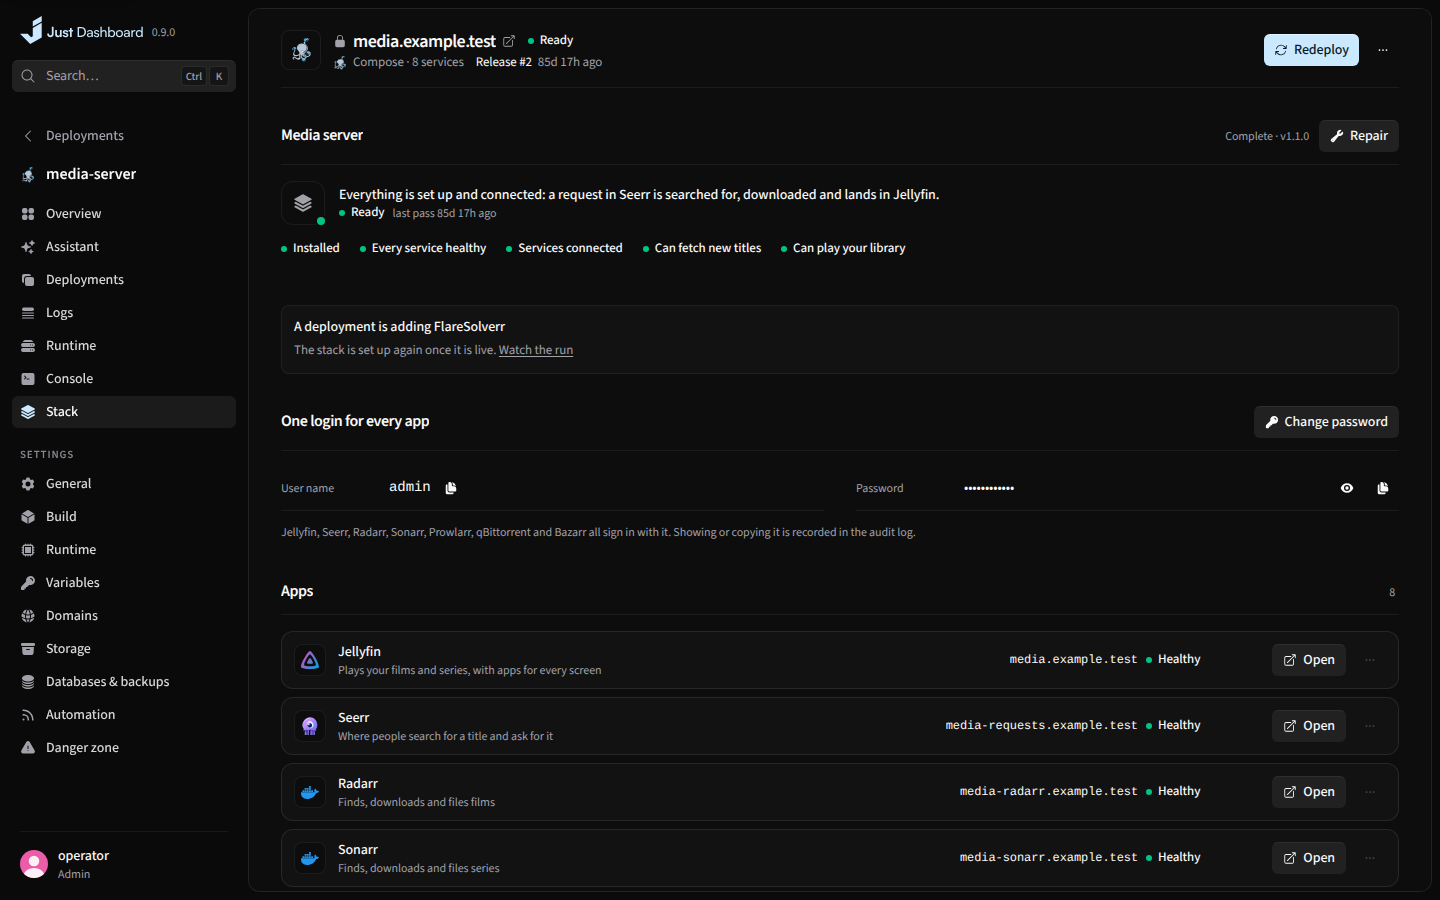 Just Dashboard 0.9.0
Search... Ctrl K
Deployments
media-server
Overview
Assistant
Deployments
Logs
Runtime
Console
Stack
SETTINGS
General
Build
Runtime
Variables
Domains
Storage
Databases & backups
Automation
Danger zone
operator
Admin
media.example.test Ready
Compose · 8 services Release #2 85d 17h ago
Redeploy
Media server
Complete · v1.1.0 Repair
Everything is set up and connected: a request in Seerr is searched for, downloaded and lands in Jellyfin.
Ready last pass 85d 17h ago
Installed Every service healthy Services connected Can fetch new titles Can play your library
A deployment is adding FlareSolverr
The stack is set up again once it is live. Watch the run
One login for every app
Change password
User name admin
Password ••••••••••••
Jellyfin, Seerr, Radarr, Sonarr, Prowlarr, qBittorrent and Bazarr all sign in with it. Showing or copying it is recorded in the audit log.
Apps 8
Jellyfin
Plays your films and series, with apps for every screen
media.example.test Healthy Open
Seerr
Where people search for a title and ask for it
media-requests.example.test Healthy Open
Radarr
Finds, downloads and files films
media-radarr.example.test Healthy Open
Sonarr
Finds, downloads and files series
media-sonarr.example.test Healthy Open